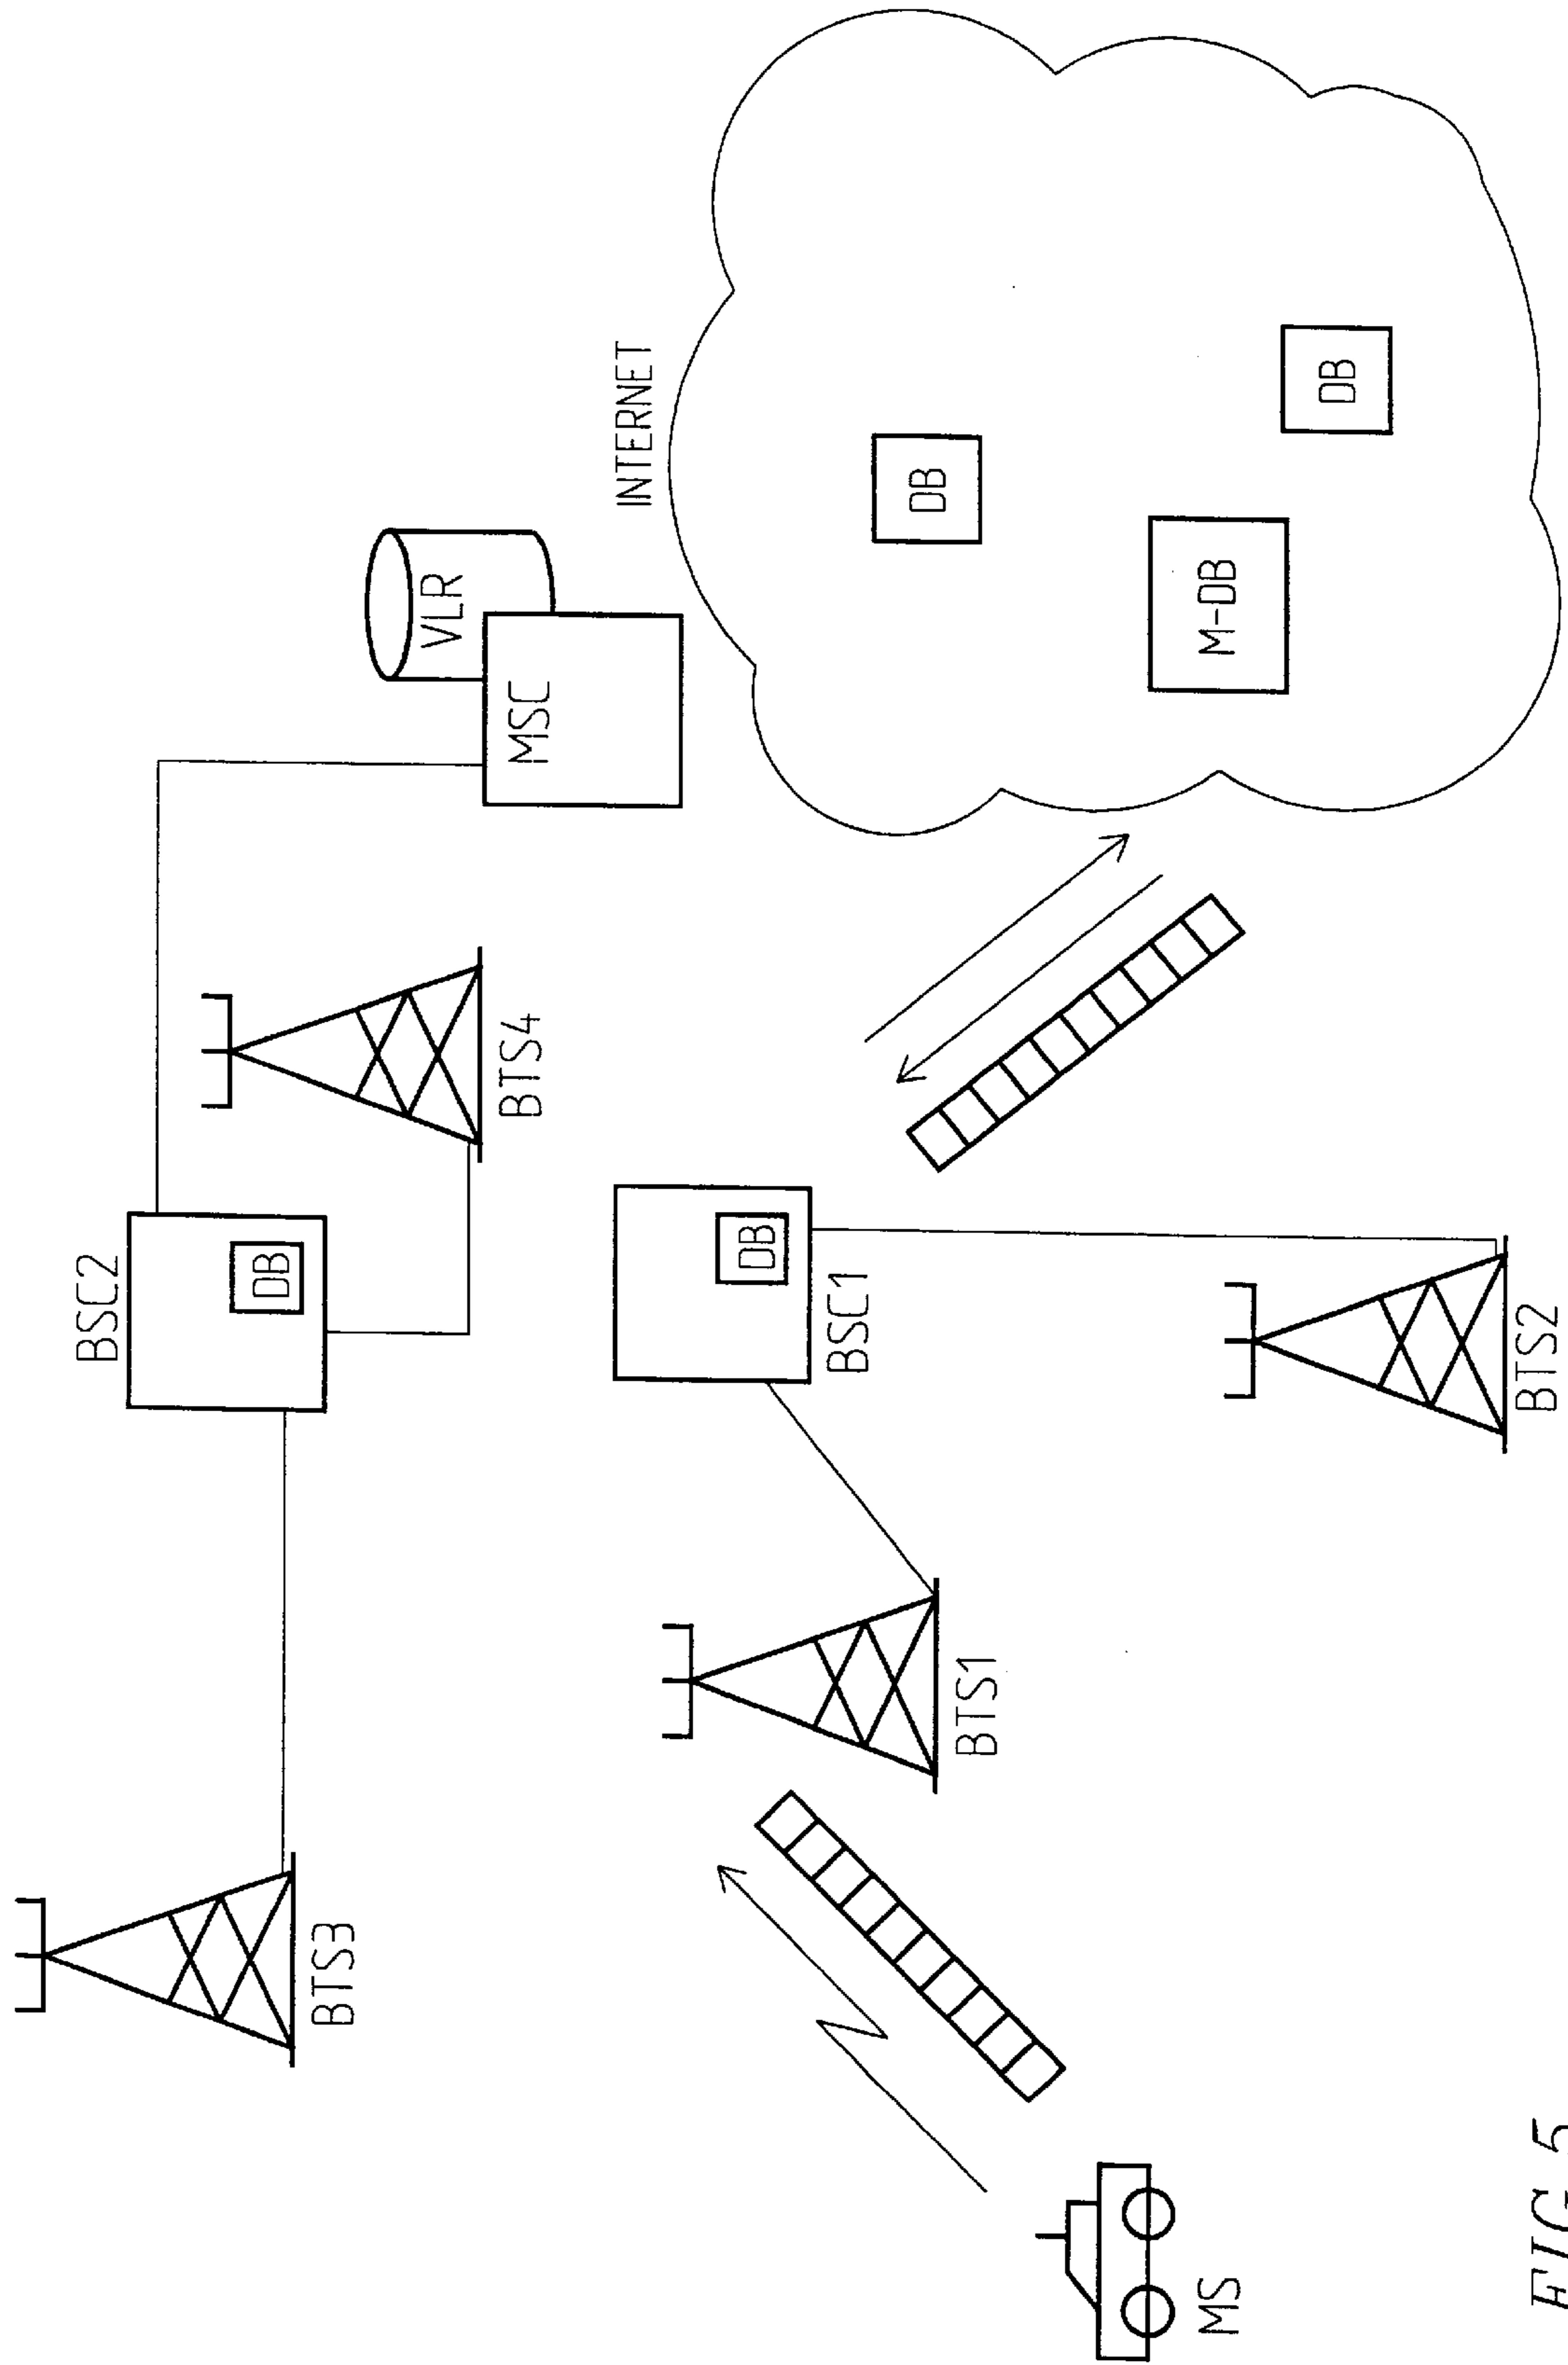 BSC2
DB
VLR
MSC
BTS3
BTS4
INTERNET
DB
BSC1
BTS1
DB
M-DB
DB
MS
BTS2
FIG 5